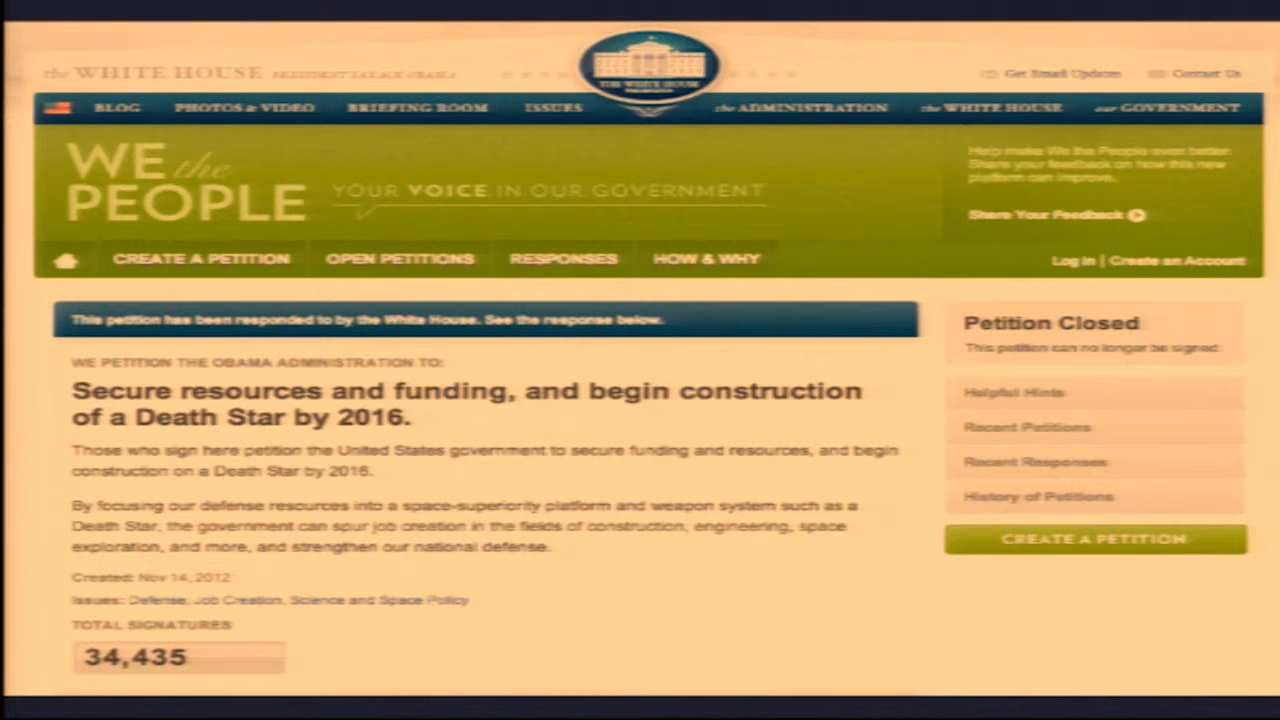 the WHITE HOUSE PRESIDENT BARACK OBAMA
THE WHITE HOUSE
WASHINGTON
Get Email Updates
Contact Us
BLOG
PHOTOS & VIDEO
BRIEFING ROOM
ISSUES
the ADMINISTRATION
the WHITE HOUSE
our GOVERNMENT
WE the
PEOPLE
YOUR VOICE IN OUR GOVERNMENT
Help make We the People even better.
Share your feedback on how this new
platform can improve.
Share Your Feedback
CREATE A PETITION
OPEN PETITIONS
RESPONSES
HOW & WHY
Log In | Create an Account
This petition has been responded to by the White House. See the response below.
WE PETITION THE OBAMA ADMINISTRATION TO:
Secure resources and funding, and begin construction
of a Death Star by 2016.
Those who sign here petition the United States government to secure funding and resources, and begin
construction on a Death Star by 2016.
By focusing our defense resources into a space-superiority platform and weapon system such as a
Death Star, the government can spur job creation in the fields of construction, engineering, space
exploration, and more, and strengthen our national defense.
Created: Nov 14, 2012
Issues: Defense, Job Creation, Science and Space Policy
TOTAL SIGNATURES
34,435
Petition Closed
This petition can no longer be signed.
Helpful Hints
Recent Petitions
Recent Responses
History of Petitions
CREATE A PETITION